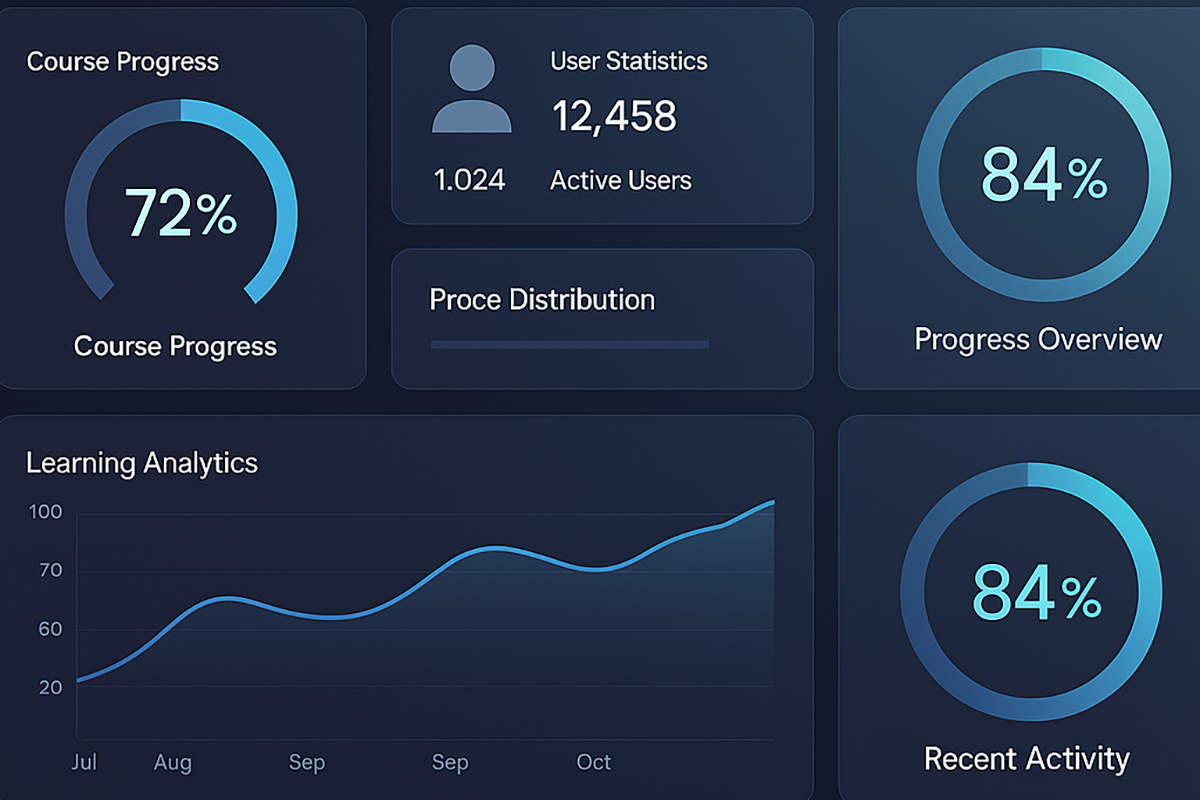 Course Progress
72%
Course Progress
User Statistics
12,458
1.024 Active Users
Proce Distribution
84%
Progress Overview
Learning Analytics
100
70
60
20
Jul Aug Sep Sep Oct
84%
Recent Activity